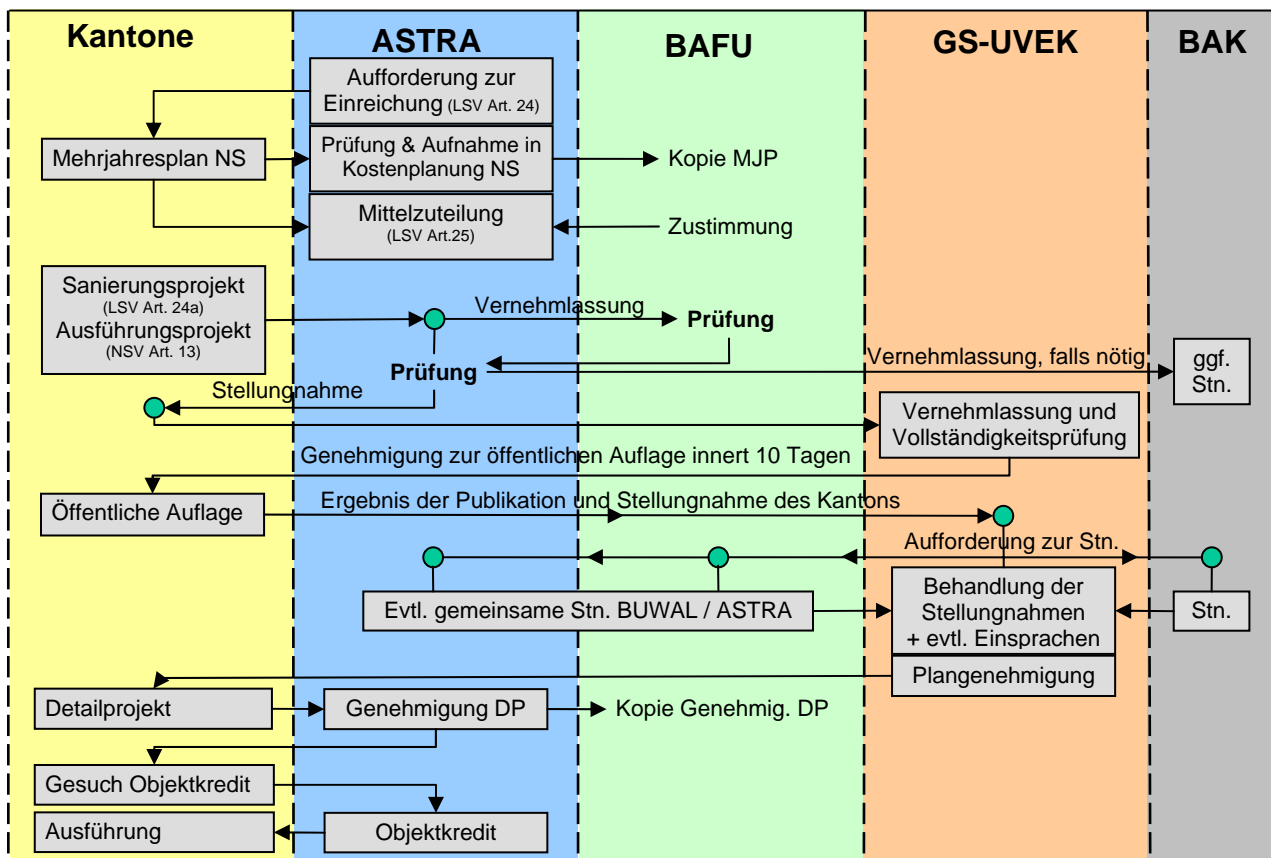 Kantone
ASTRA
BAFU
GS-UVEK
BAK
Aufforderung zur
Einreichung (LSV Art. 24)
Mehrjahresplan NS
Prüfung & Aufnahme in
Kostenplanung NS
Kopie MJP
Mittelzuteilung
(LSV Art.25)
Zustimmung
Sanierungsprojekt
(LSV Art. 24a)
Ausführungsprojekt
(NSV Art. 13)
Vernehmlassung
Prüfung
Prüfung
Vernehmlassung, falls nötig
ggf.
Stn.
Stellungnahme
Vernehmlassung und
Vollständigkeitsprüfung
Genehmigung zur öffentlichen Auflage innert 10 Tagen
Öffentliche Auflage
Ergebnis der Publikation und Stellungnahme des Kantons
Aufforderung zur Stn.
Evtl. gemeinsame Stn. BUWAL / ASTRA
Behandlung der
Stellungnahmen
+ evtl. Einsprachen
Stn.
Plangenehmigung
Detailprojekt
Genehmigung DP
Kopie Genehmig. DP
Gesuch Objektkredit
Ausführung
Objektkredit